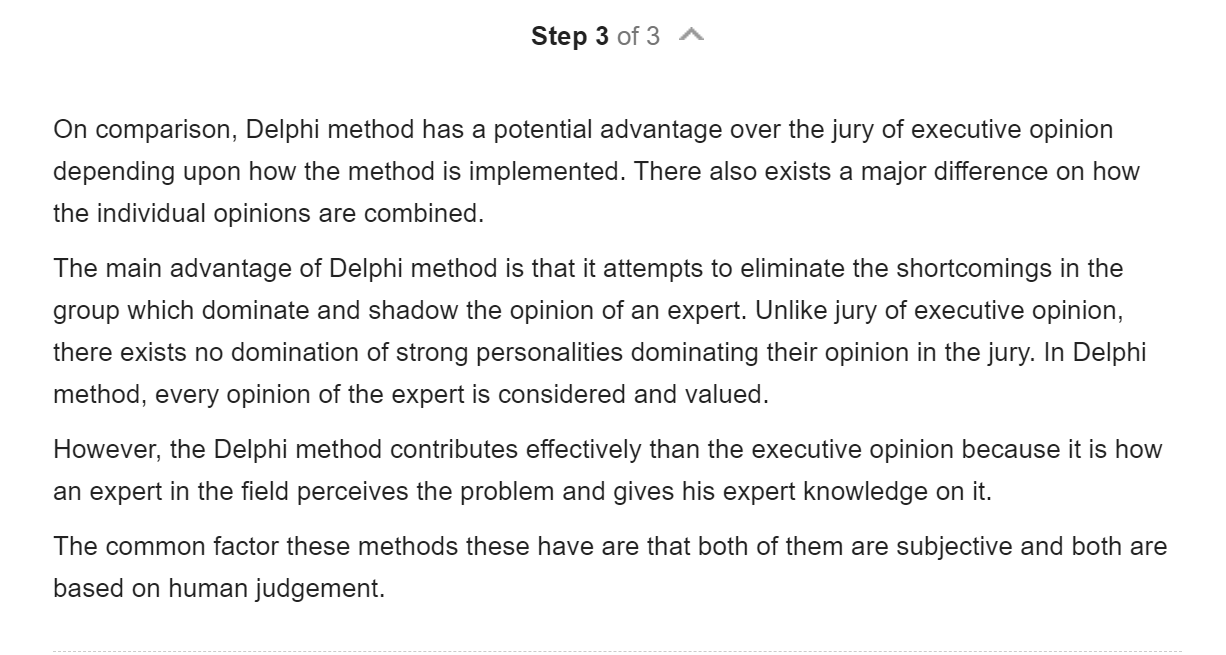 Step 3 of 3
On comparison, Delphi method has a potential advantage over the jury of executive opinion
depending upon how the method is implemented. There also exists a major difference on how
the individual opinions are combined.
The main advantage of Delphi method is that it attempts to eliminate the shortcomings in the
group which dominate and shadow the opinion of an expert. Unlike jury of executive opinion,
there exists no domination of strong personalities dominating their opinion in the jury. In Delphi
method, every opinion of the expert is considered and valued.
However, the Delphi method contributes effectively than the executive opinion because it is how
an expert in the field perceives the problem and gives his expert knowledge on it.
The common factor these methods these have are that both of them are subjective and both are
based on human judgement.